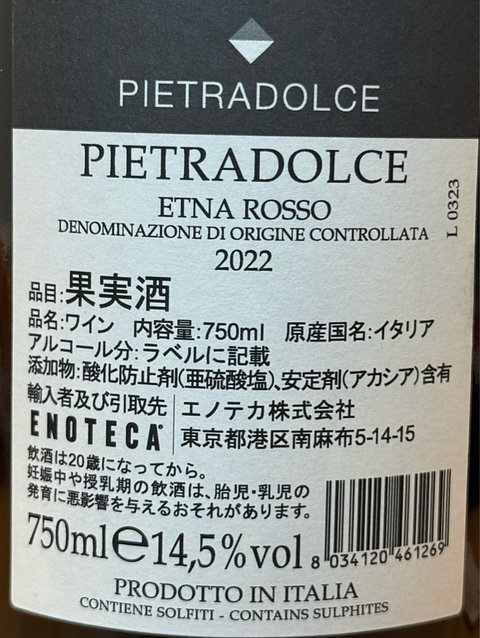 PIETRADOLCE
PIETRADOLCE
ETNA ROSSO
DENOMINAZIONE DI ORIGINE CONTROLLATA
L 0323
2022
品目:果実酒
品名:ワイン 内容量:750ml 原産国名:イタリア
アルコール分:ラベルに記載
添加物:酸化防止剤(亜硫酸塩)、安定剤(アカシア)含有
輸入者及び引取先 エノテカ株式会社
ENOTECA® 東京都港区南麻布5-14-15
飲酒は20歳になってから。
妊娠中や授乳期の飲酒は、胎児・乳児の
発育に悪影響を与えるおそれがあります。
750ml℮14,5%vol
8 034120 461269
PRODOTTO IN ITALIA
CONTIENE SOLFITI - CONTAINS SULPHITES